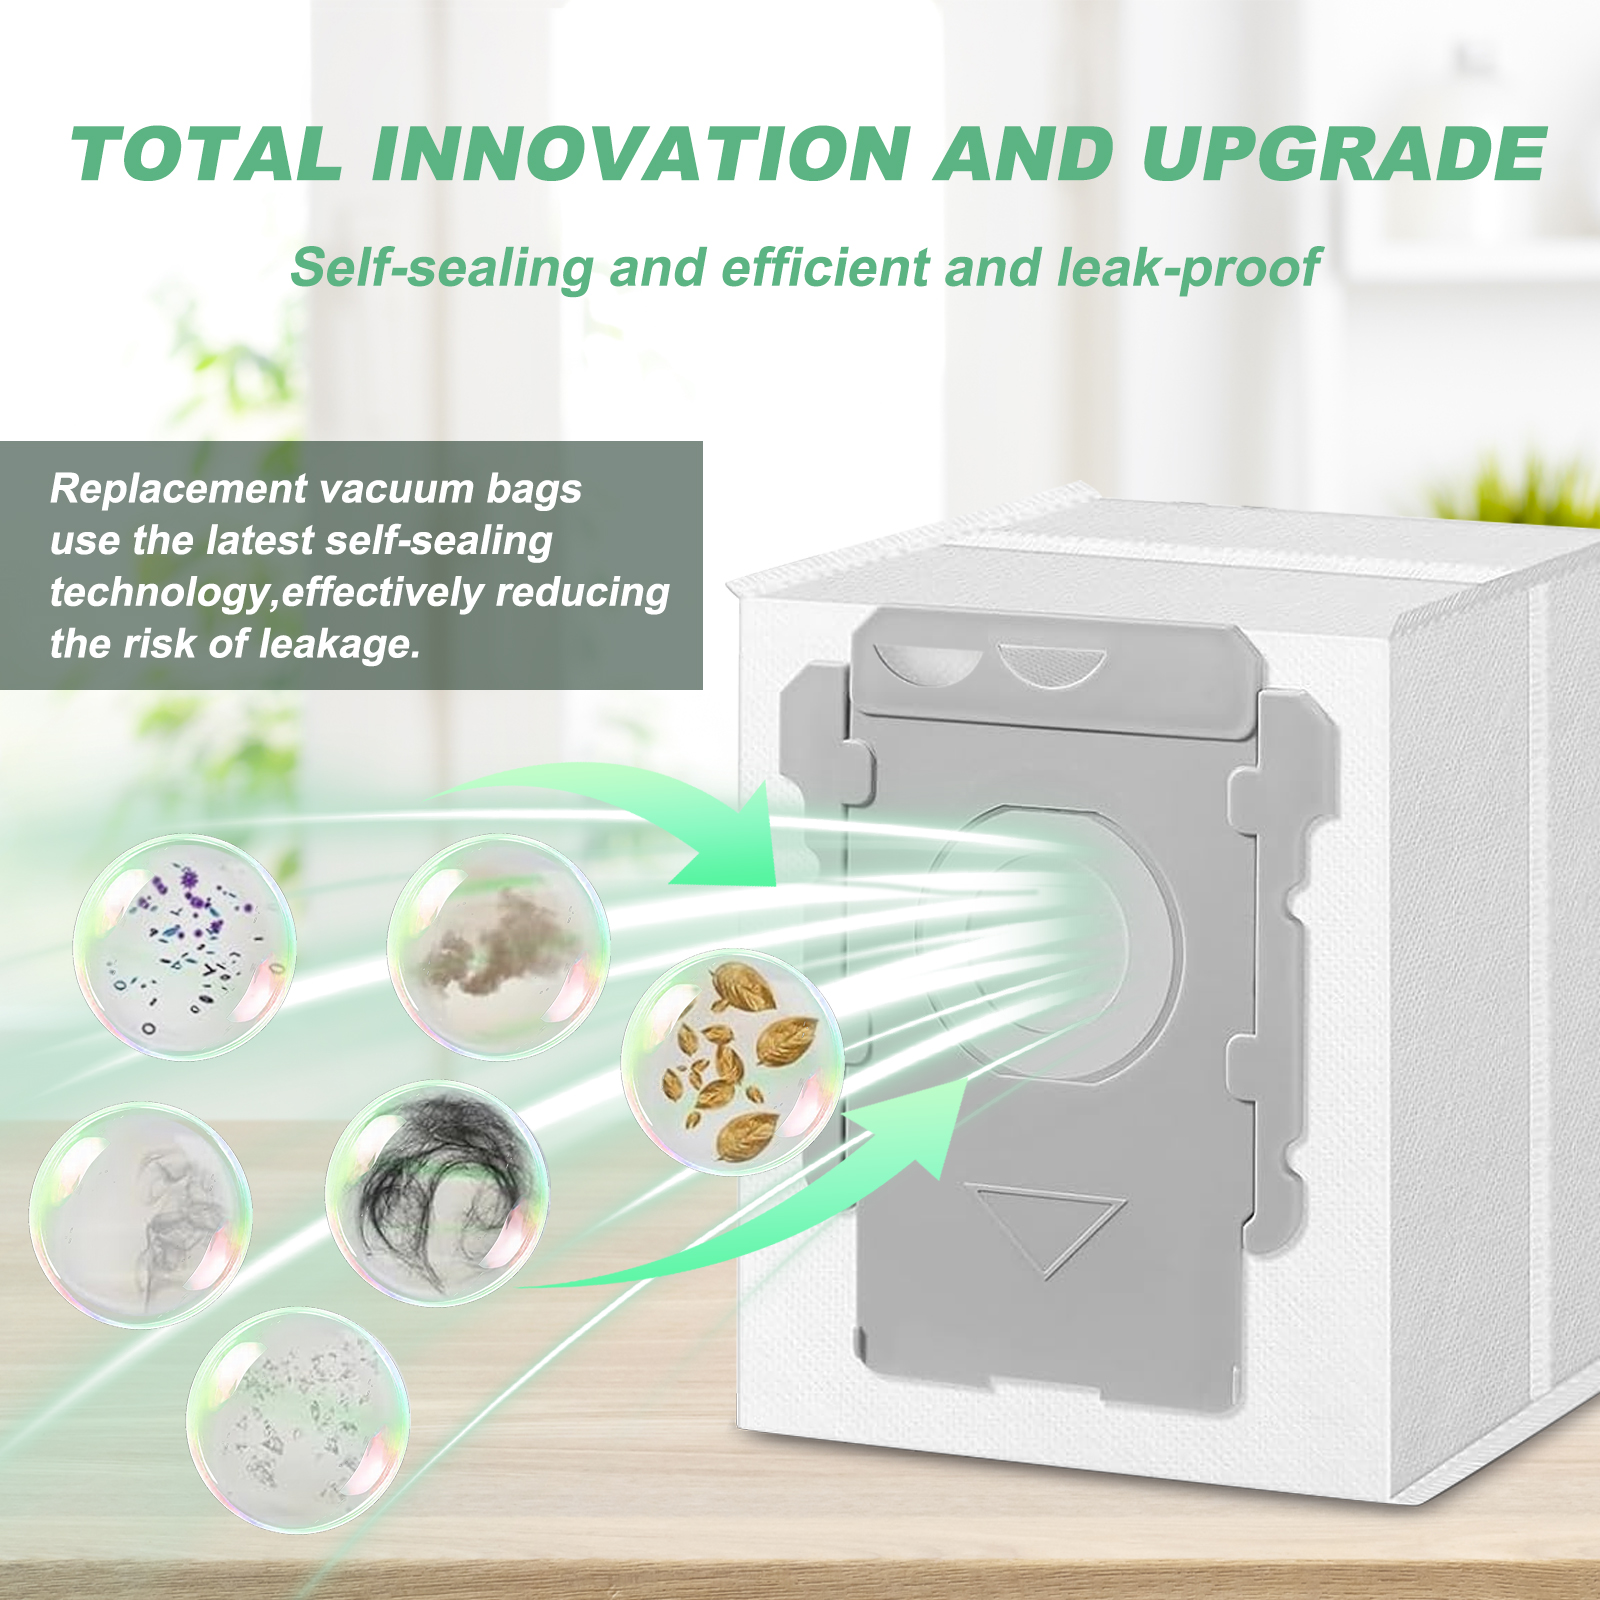 TOTAL INNOVATION AND UPGRADE
Self-sealing and efficient and leak-proof
Replacement vacuum bags
use the latest self-sealing
technology,effectively reducing
the risk of leakage.